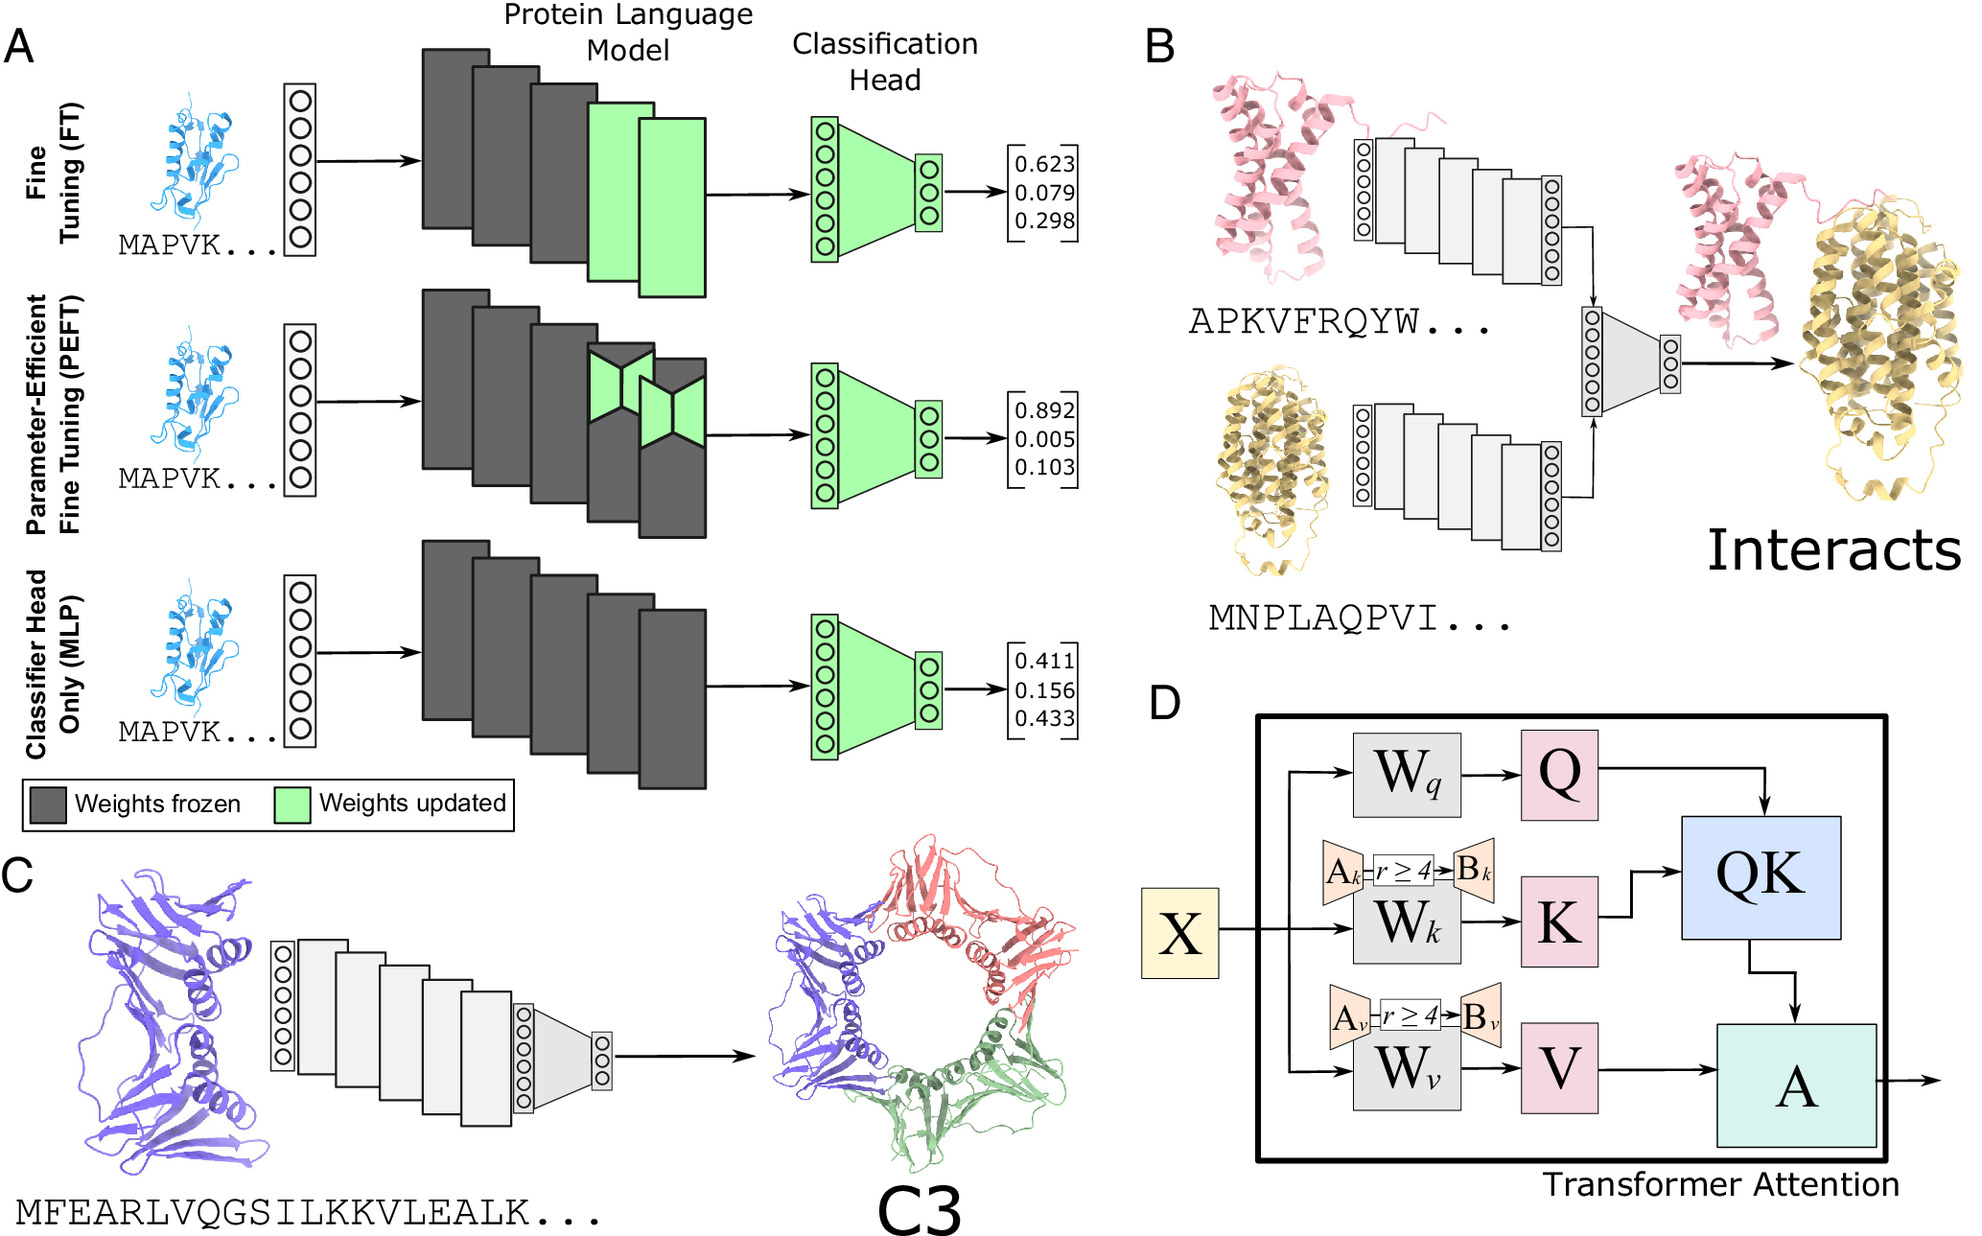 A
Protein Language
Model
Classification
Head
Fine
Tuning (FT)
MAPVK...
0.623
0.079
0.298
Parameter-Efficient
Fine Tuning (PEFT)
MAPVK...
0.892
0.005
0.103
Classifier Head
Only (MLP)
MAPVK...
0.411
0.156
0.433
Weights frozen
Weights updated
B
APKVFRQYW...
MNPLAQPVI...
Interacts
C
MFEARLVQGSILKKVLEALK...
C3
D
X
Wq
Q
Ak
r ≥ 4
Bk
Wk
K
QK
Av
r ≥ 4
Bv
Wv
V
A
Transformer Attention